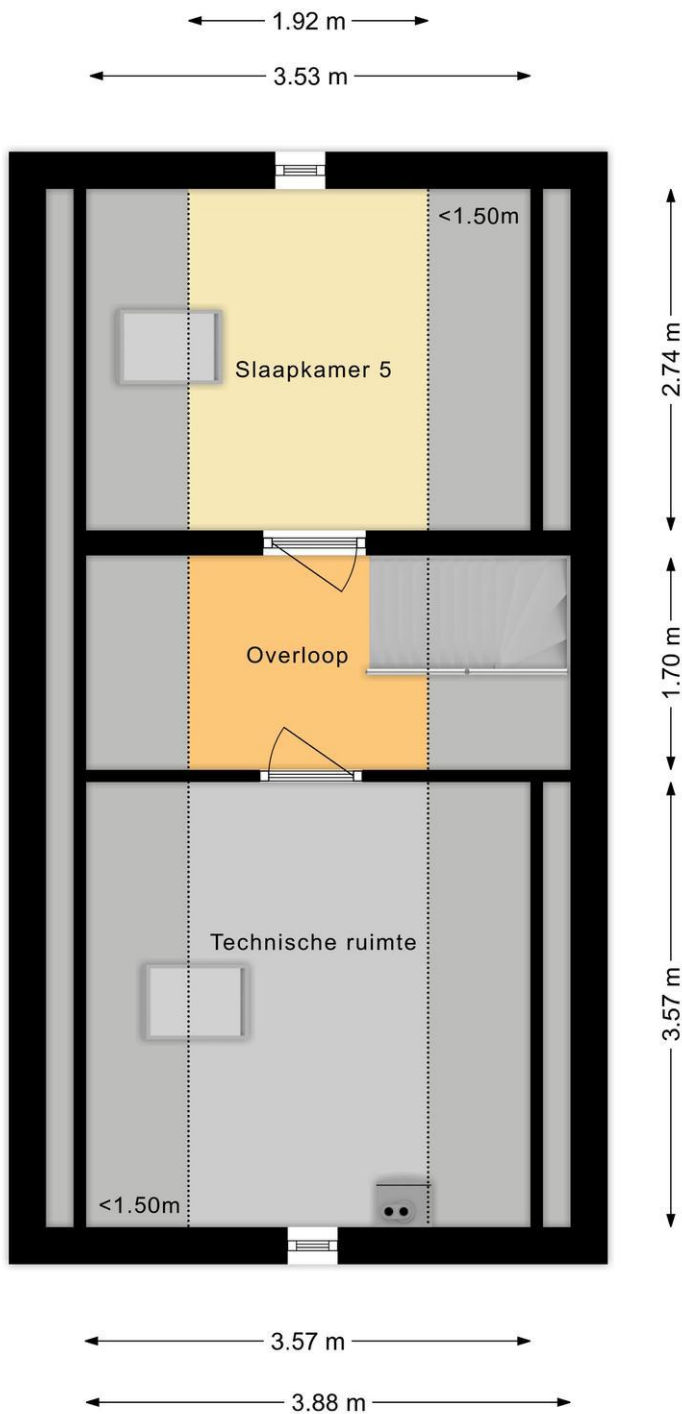 1.92 m
3.53 m
<1.50m
2.74 m
Slaapkamer 5
1.70 m
Overloop
Technische ruimte
3.57 m
<1.50m
3.57 m
3.88 m